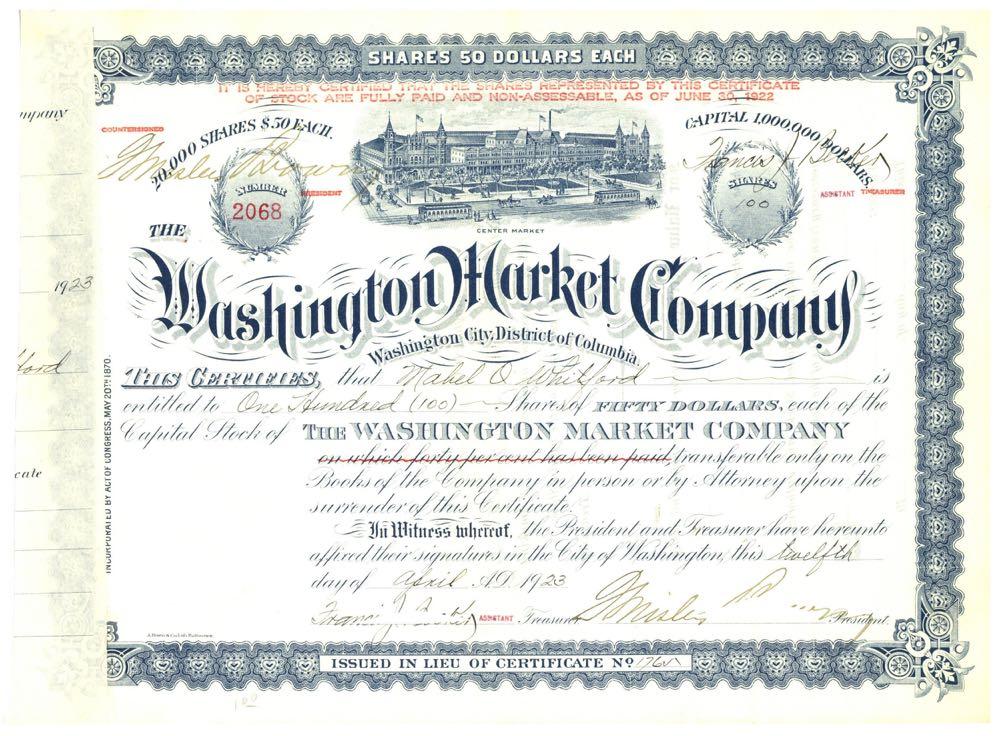 SHARES 50 DOLLARS EACH
IT IS HEREBY CERTIFIED THAT THE SHARES REPRESENTED BY THIS CERTIFICATE
OF STOCK ARE FULLY PAID AND NON-ASSESSABLE, AS OF JUNE 30, 1922
COUNTERSIGNED
20,000 SHARES $50 EACH.
CAPITAL 1,000,000 DOLLARS.
NUMBER
2068
PRESIDENT
SHARES
100
ASSISTANT TREASURER
CENTER MARKET
THE
Washington Market Company
Washington City, District of Columbia.
THIS CERTIFIES, that Mabel O Whitford is
entitled to One Hundred (100) Shares of FIFTY DOLLARS, each of the
Capital Stock of THE WASHINGTON MARKET COMPANY
on which forty per cent has been paid, transferable only on the
Books of the Company in person or by Attorney upon the
surrender of this Certificate.
In Witness whereof, the President and Treasurer have hereunto
affixed their signatures in the City of Washington, this twelfth
day of April A.D. 1923
ASSISTANT Treasurer President.
ISSUED IN LIEU OF CERTIFICATE No
INCORPORATED BY ACT OF CONGRESS, MAY 20TH 1870.
mpany
1923
ford
cate